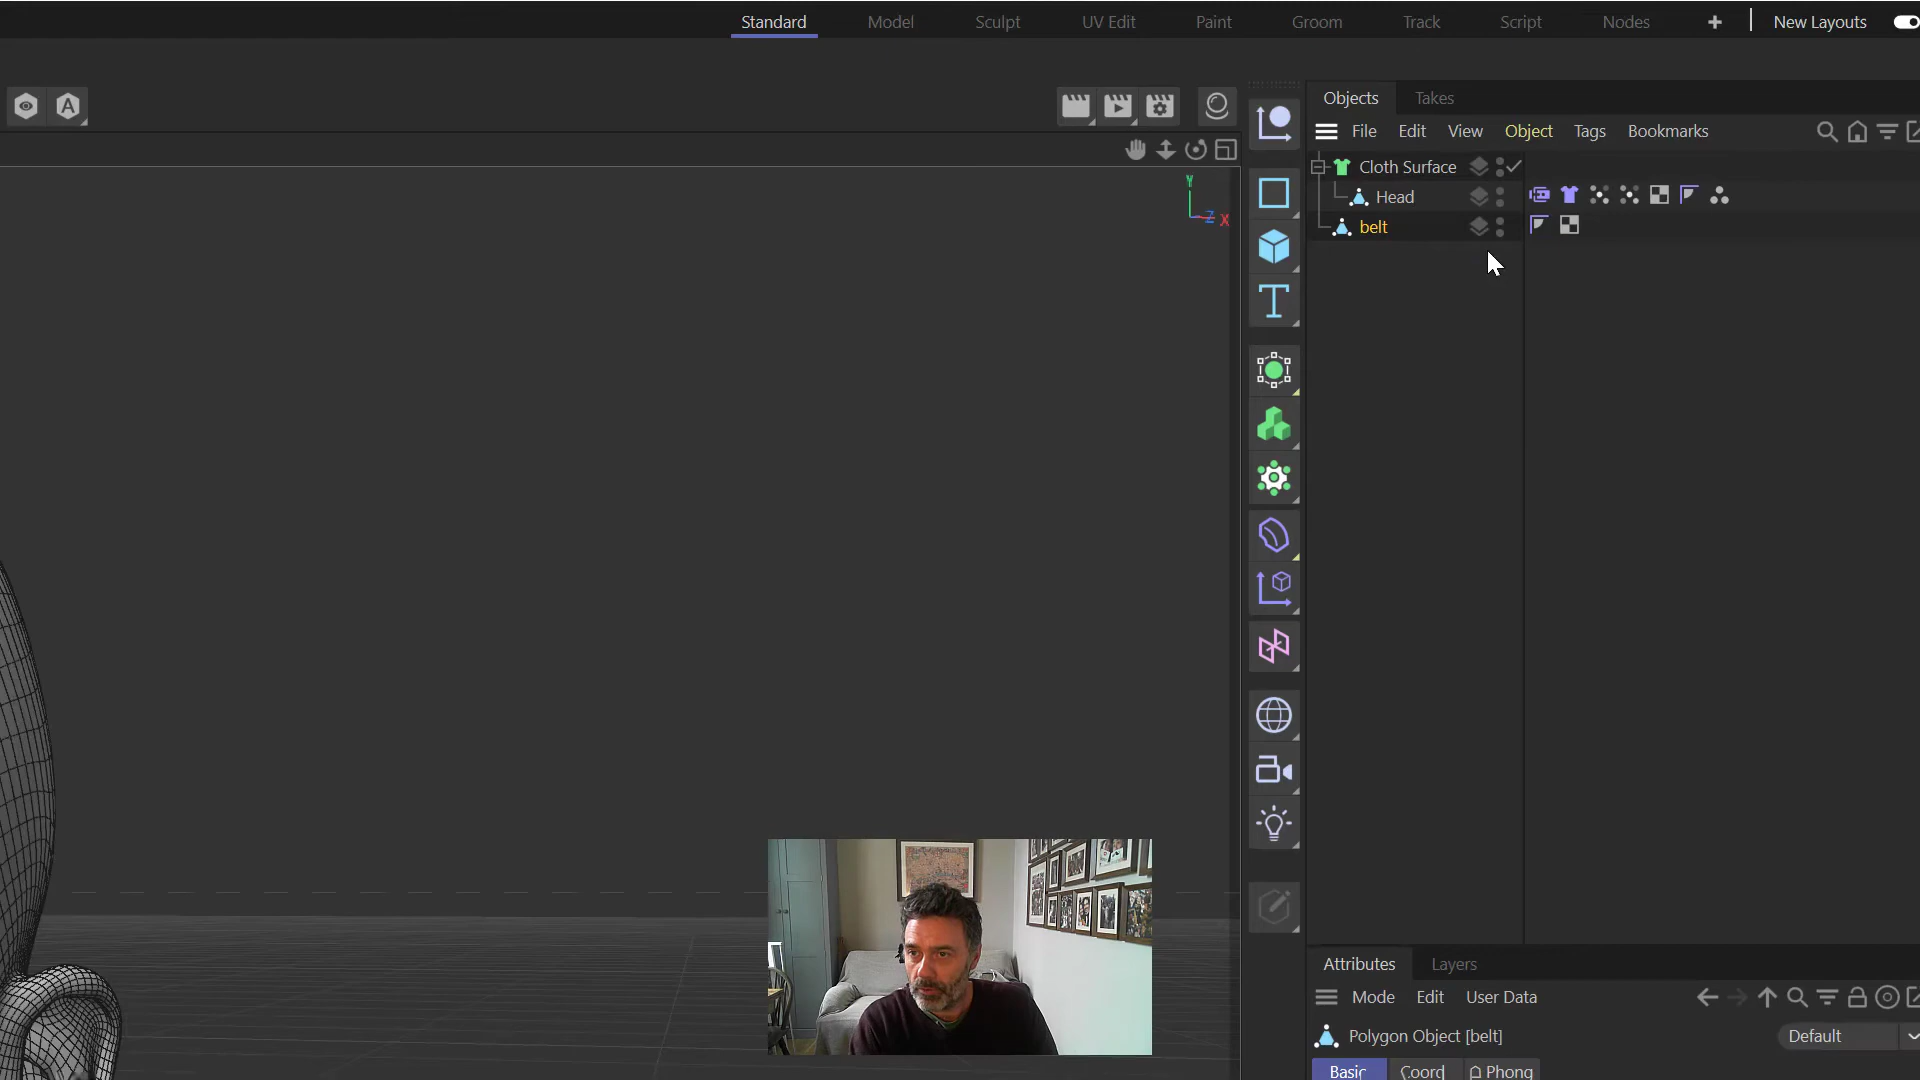 Standard Model Sculpt UV Edit Paint Groom Track Script Nodes + New Layouts
Objects Takes
File Edit View Object Tags Bookmarks
Cloth Surface
Head
belt
Y
Z X
A
T
Attributes Layers
Mode Edit User Data
Polygon Object [belt] Default
Basic Coord Phong